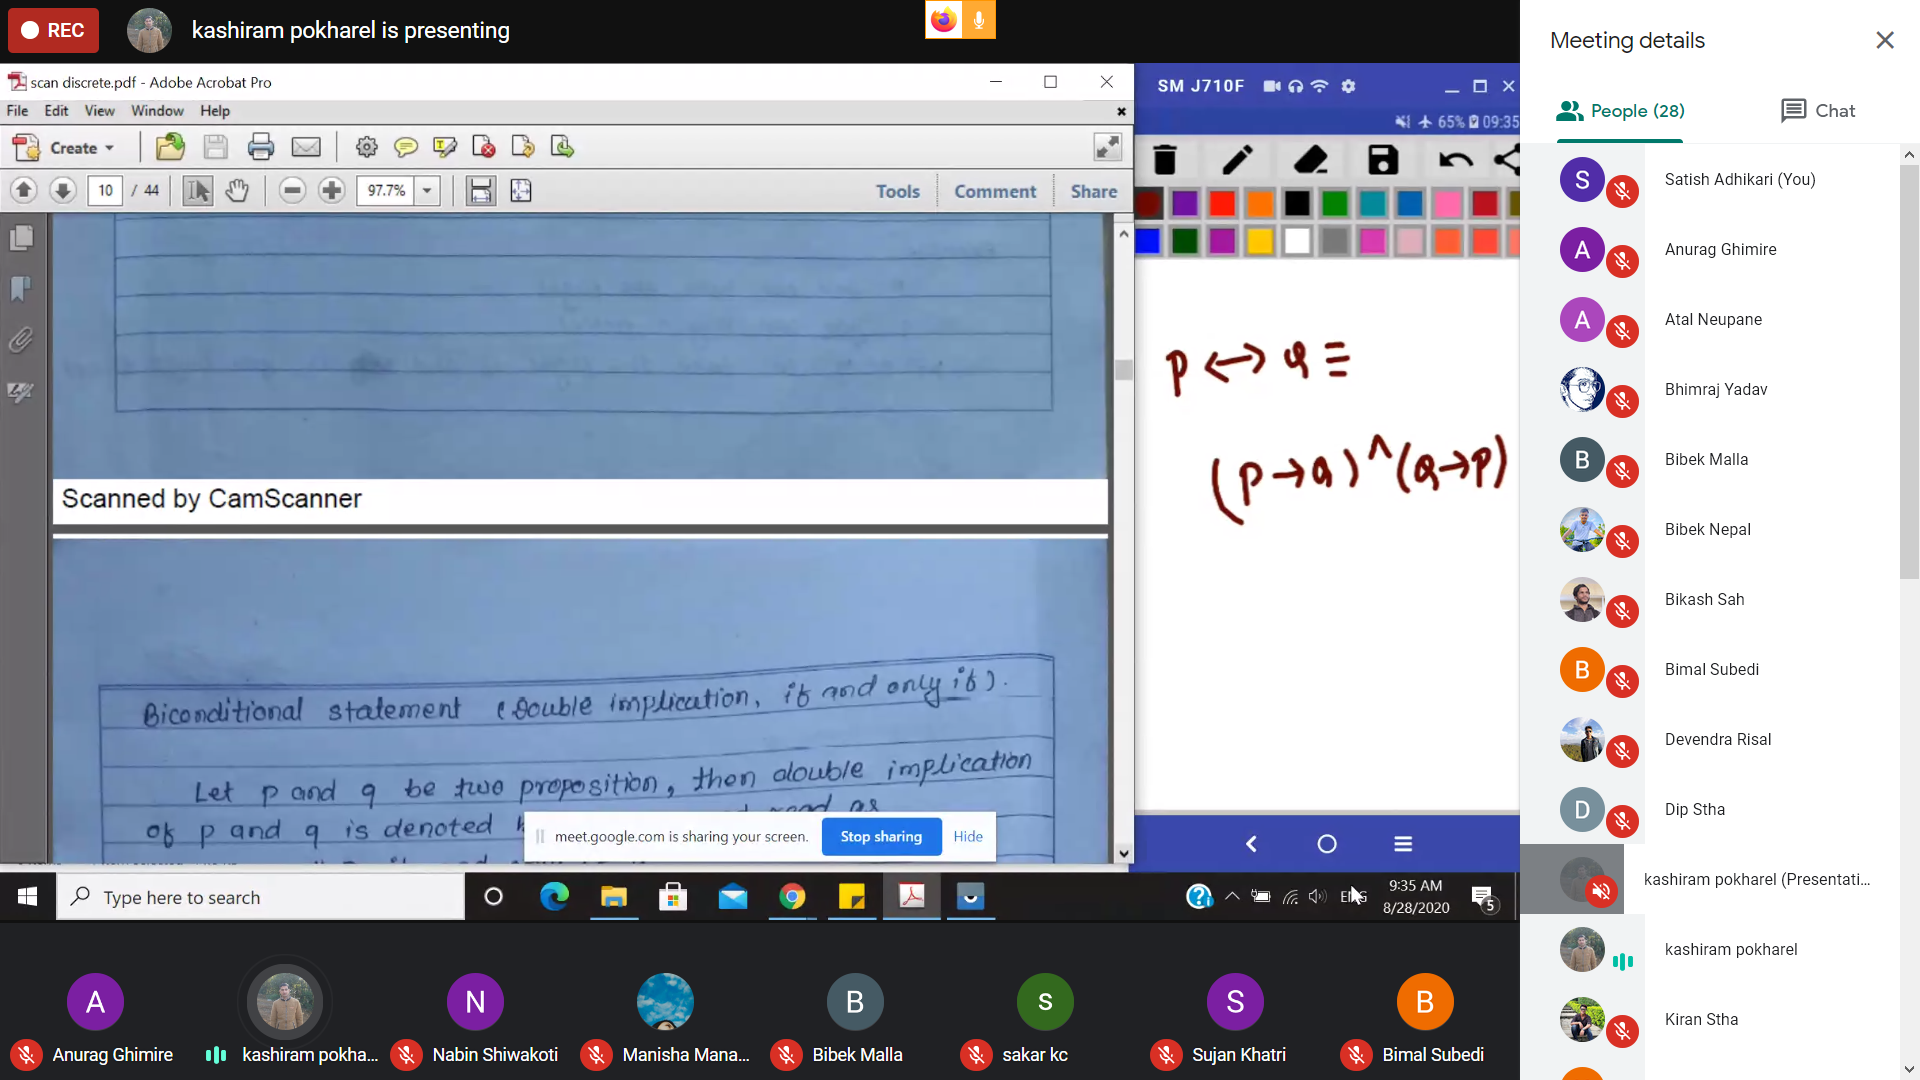 REC
kashiram pokharel is presenting
scan discrete.pdf - Adobe Acrobat Pro
File Edit View Window Help
Create
10 / 44
97.7%
Tools Comment Share
Scanned by CamScanner
Biconditional statement (Double implication, if and only if).
Let p and q be two proposition, then double implication
of p and q is denoted
read as
meet.google.com is sharing your screen. Stop sharing Hide
SM J710F
65% 09:35
p ↔ q ≡
(p→q)^(q→p)
Type here to search
ENG
9:35 AM
8/28/2020
5
A Anurag Ghimire
kashiram pokha...
N Nabin Shiwakoti
Manisha Mana...
B Bibek Malla
s sakar kc
S Sujan Khatri
B Bimal Subedi
Meeting details
People (28) Chat
S Satish Adhikari (You)
A Anurag Ghimire
A Atal Neupane
Bhimraj Yadav
B Bibek Malla
Bibek Nepal
Bikash Sah
B Bimal Subedi
Devendra Risal
D Dip Stha
kashiram pokharel (Presentati...
kashiram pokharel
Kiran Stha